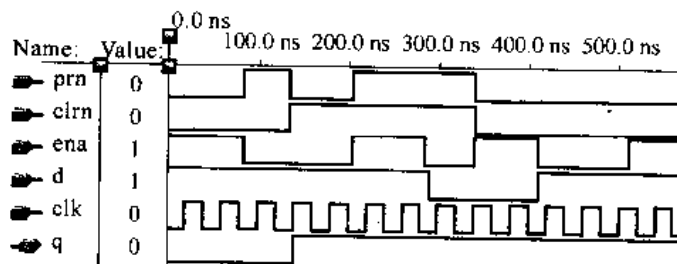 0.0 ns
Name: Value: 100.0 ns 200.0 ns 300.0 ns 400.0 ns 500.0 ns
prn 0
clrn 0
ena 1
d 1
clk 0
q 0